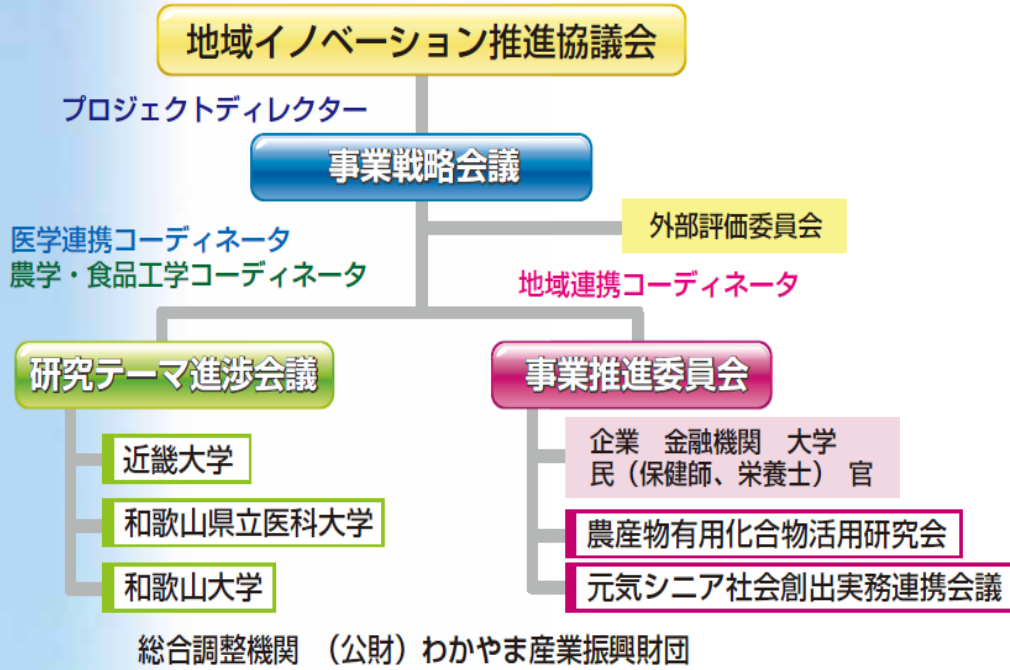 地域イノベーション推進協議会
プロジェクトディレクター
事業戦略会議
外部評価委員会
医学連携コーディネータ
農学・食品工学コーディネータ
地域連携コーディネータ
研究テーマ進渉会議
事業推進委員会
近畿大学
和歌山県立医科大学
和歌山大学
企業　金融機関　大学
民（保健師、栄養士）　官
農産物有用化合物活用研究会
元気シニア社会創出実務連携会議
総合調整機関　（公財）わかやま産業振興財団